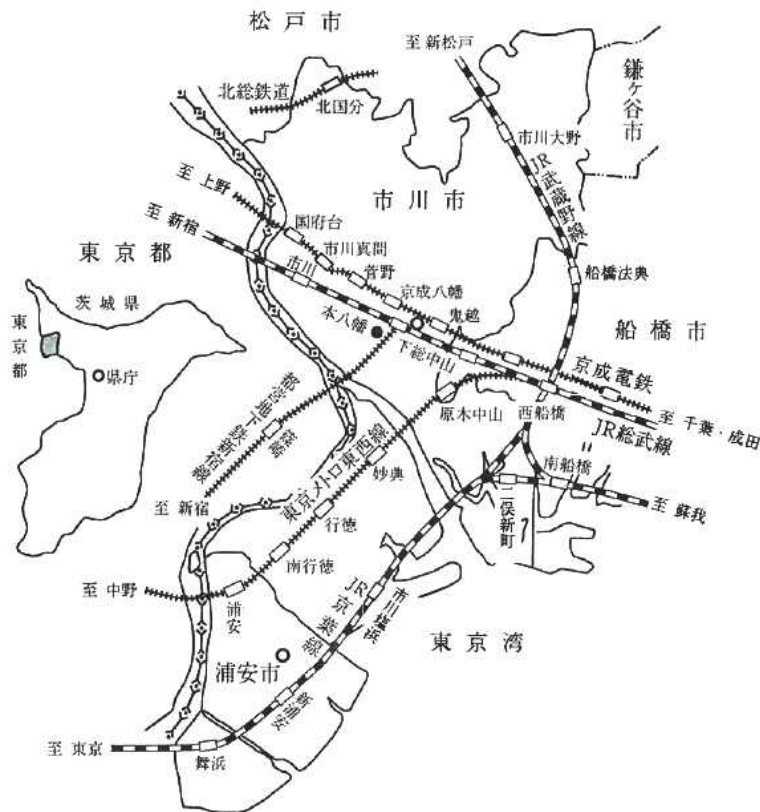 松戸市
至 新松戸
鎌ケ谷市
北総鉄道
北国分
市川大野
JR武蔵野線
至 上野
市川市
至 新宿
国府台
東京都
市川真間
市川
菅野
船橋法典
茨城県
京成八幡
鬼越
船橋市
東京都
本八幡
下総中山
県庁
京成電鉄
都営地下鉄新宿線
篠崎
原木中山
西船橋
至 千葉・成田
JR総武線
東京メトロ東西線
妙典
南船橋
至 新宿
二俣新町
至 蘇我
行徳
南行徳
至 中野
浦安
JR京葉線
市川塩浜
東京湾
浦安市
新浦安
至 東京
舞浜